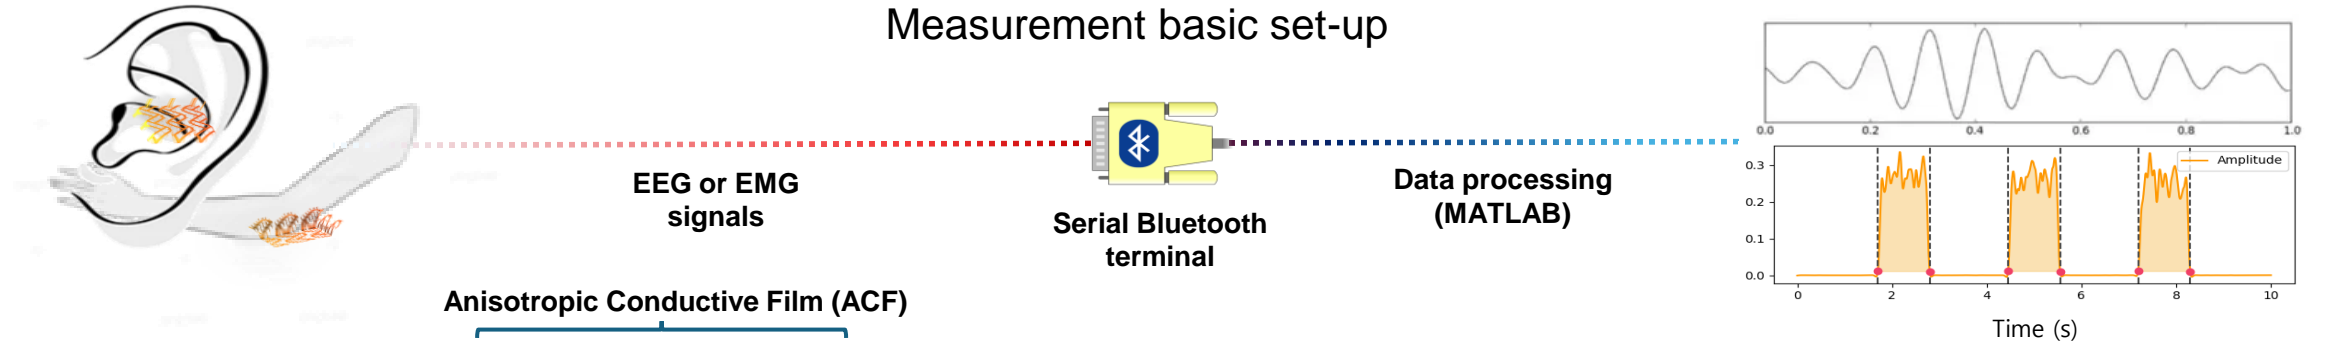 Measurement basic set-up
EEG or EMG
signals
Serial Bluetooth
terminal
Data processing
(MATLAB)
0.0 0.2 0.4 0.6 0.8 1.0
Amplitude
0.3
0.2
0.1
0.0
0 2 4 6 8 10
Time (s)
Anisotropic Conductive Film (ACF)